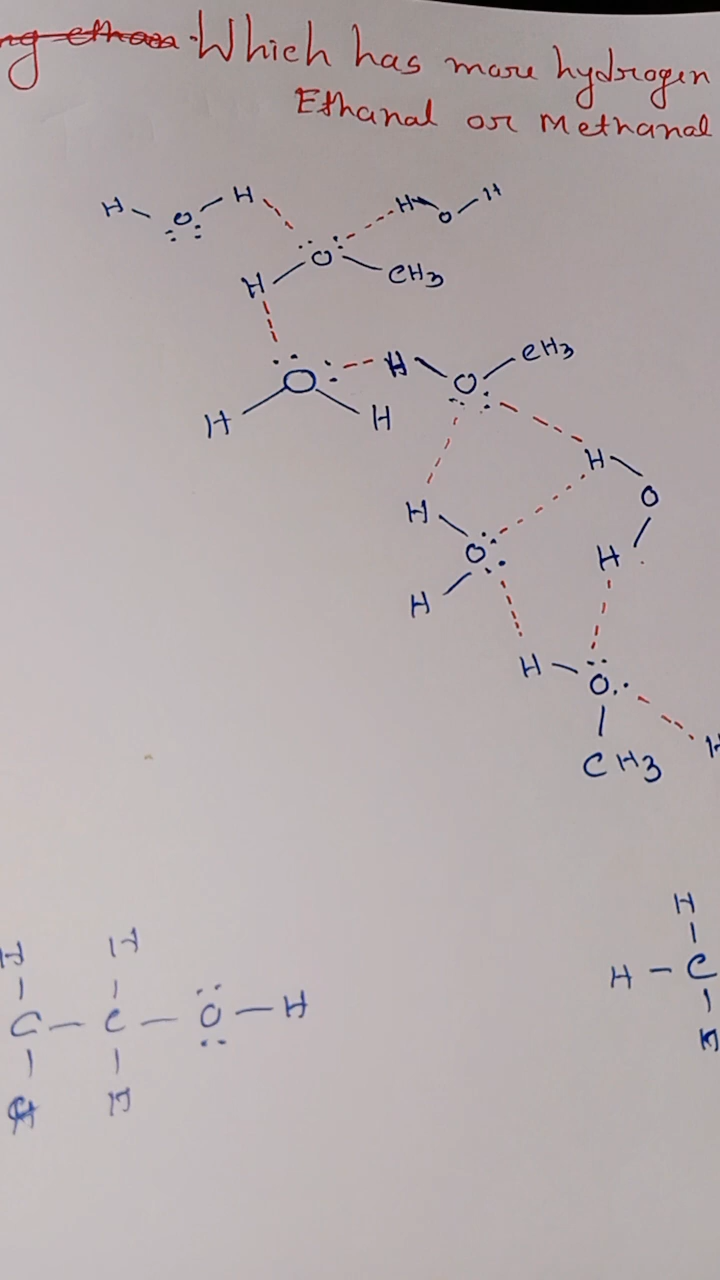 Which has more hydrogen
Ethanal or Methanal
H O H H O H
H O CH3
O H O CH3
H H H
H O
O H
H
H O
CH3 H
H H H
H C
C C O H H
H H